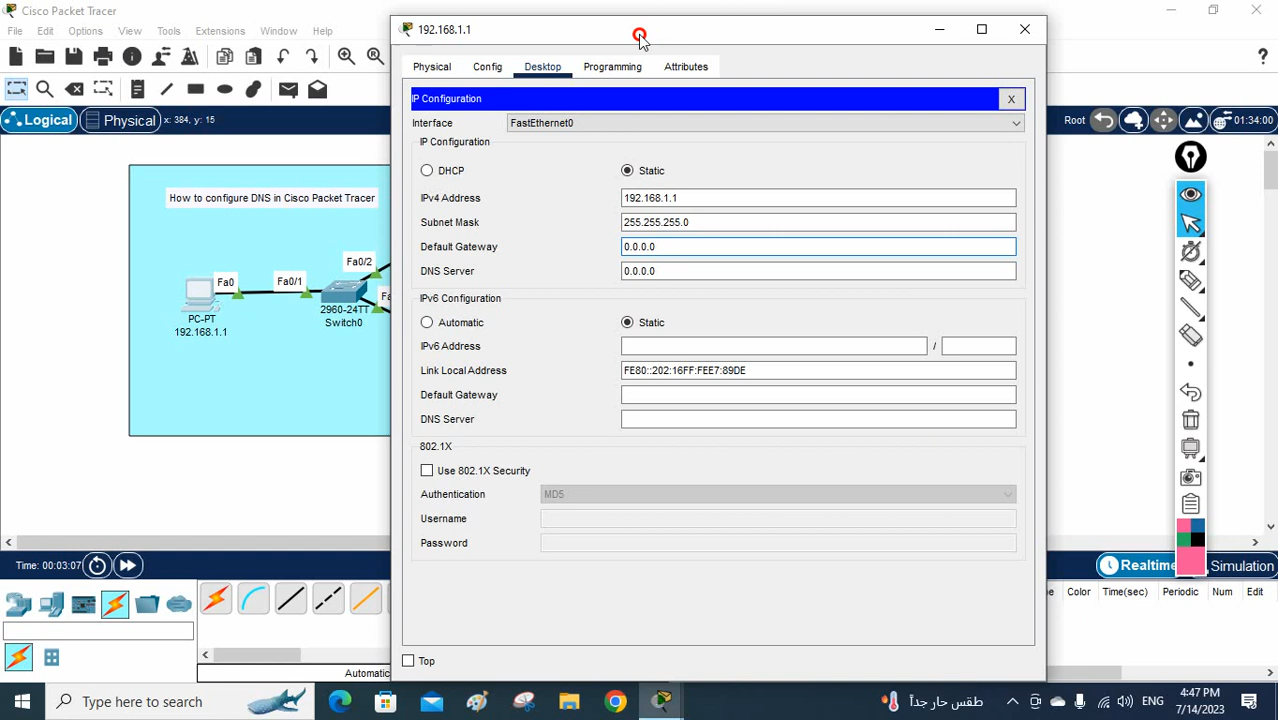 Cisco Packet Tracer
File Edit Options View Tools Extensions Window Help
Logical Physical x: 384, y: 15
Root 01:34:00
How to configure DNS in Cisco Packet Tracer
Fa0/2
Fa0
Fa0/1
2960-24TT
Switch0
PC-PT
192.168.1.1
192.168.1.1
Physical Config Desktop Programming Attributes
IP Configuration X
Interface FastEthernet0
IP Configuration
DHCP Static
IPv4 Address 192.168.1.1
Subnet Mask 255.255.255.0
Default Gateway 0.0.0.0
DNS Server 0.0.0.0
IPv6 Configuration
Automatic Static
IPv6 Address /
Link Local Address FE80::202:16FF:FEE7:89DE
Default Gateway
DNS Server
802.1X
Use 802.1X Security
Authentication MD5
Username
Password
Top
Time: 00:03:07
Realtime Simulation
Color Time(sec) Periodic Num Edit
Automatic
Type here to search
طقس حار جداً
ENG
4:47 PM
7/14/2023